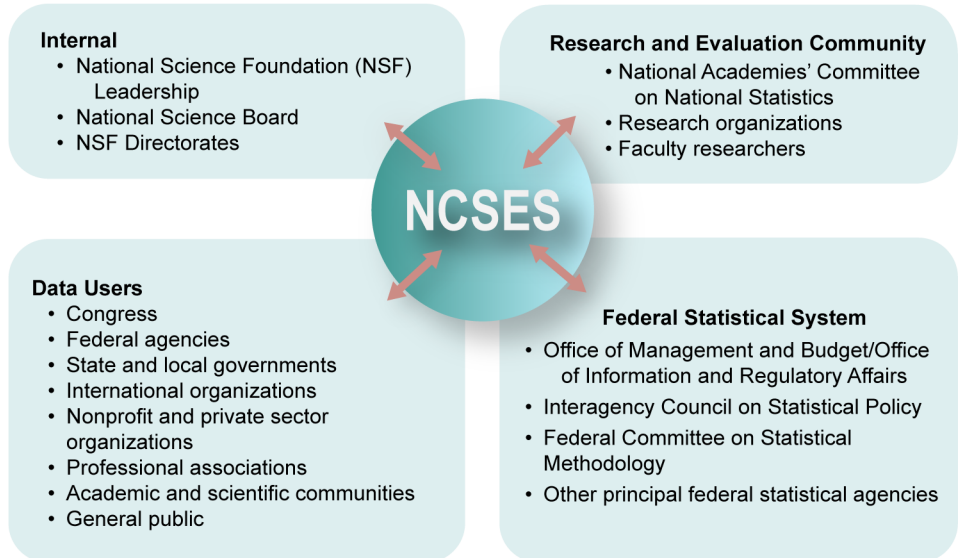 Internal
• National Science Foundation (NSF)
Leadership
• National Science Board
• NSF Directorates
Research and Evaluation Community
• National Academies’ Committee
on National Statistics
• Research organizations
• Faculty researchers
NCSES
Data Users
• Congress
• Federal agencies
• State and local governments
• International organizations
• Nonprofit and private sector
organizations
• Professional associations
• Academic and scientific communities
• General public
Federal Statistical System
• Office of Management and Budget/Office
of Information and Regulatory Affairs
• Interagency Council on Statistical Policy
• Federal Committee on Statistical
Methodology
• Other principal federal statistical agencies